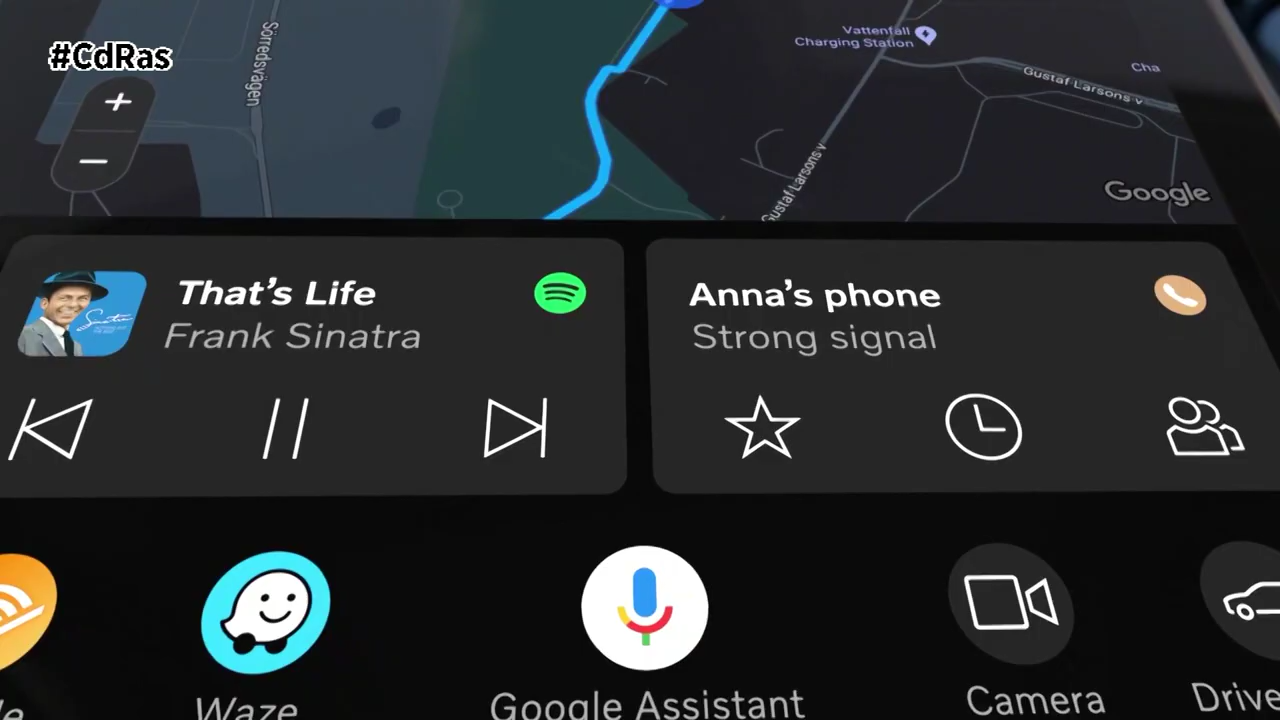 #CdRas
Sörredsvägen
Vattenfall
Charging Station
Cha
Gustaf Larsons v
Gustaf Larsons v
Google
That's Life
Frank Sinatra
Sinatra
Anna's phone
Strong signal
Waze
Google Assistant
Camera
Drive